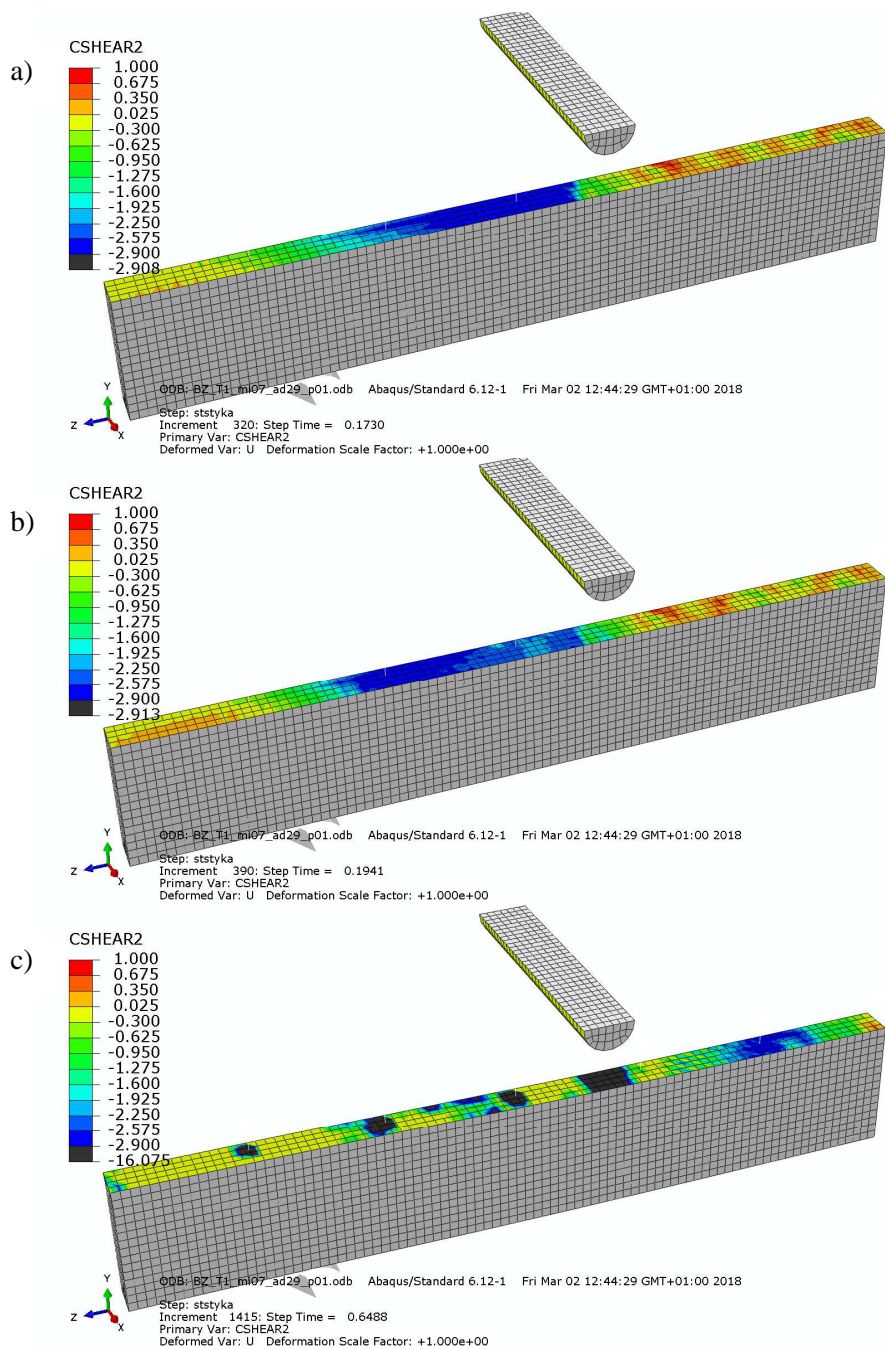 a)
CSHEAR2
1.000
0.675
0.350
0.025
-0.300
-0.625
-0.950
-1.275
-1.600
-1.925
-2.250
-2.575
-2.900
-2.908
Y
Z
X
ODB: BZ_T1_mi07_ad29_p01.odb Abaqus/Standard 6.12-1 Fri Mar 02 12:44:29 GMT+01:00 2018
Step: ststyka
Increment 320: Step Time = 0.1730
Primary Var: CSHEAR2
Deformed Var: U Deformation Scale Factor: +1.000e+00
b)
CSHEAR2
1.000
0.675
0.350
0.025
-0.300
-0.625
-0.950
-1.275
-1.600
-1.925
-2.250
-2.575
-2.900
-2.913
Y
Z
X
ODB: BZ_T1_mi07_ad29_p01.odb Abaqus/Standard 6.12-1 Fri Mar 02 12:44:29 GMT+01:00 2018
Step: ststyka
Increment 390: Step Time = 0.1941
Primary Var: CSHEAR2
Deformed Var: U Deformation Scale Factor: +1.000e+00
c)
CSHEAR2
1.000
0.675
0.350
0.025
-0.300
-0.625
-0.950
-1.275
-1.600
-1.925
-2.250
-2.575
-2.900
-16.075
Y
Z
X
ODB: BZ_T1_mi07_ad29_p01.odb Abaqus/Standard 6.12-1 Fri Mar 02 12:44:29 GMT+01:00 2018
Step: ststyka
Increment 1415: Step Time = 0.6488
Primary Var: CSHEAR2
Deformed Var: U Deformation Scale Factor: +1.000e+00